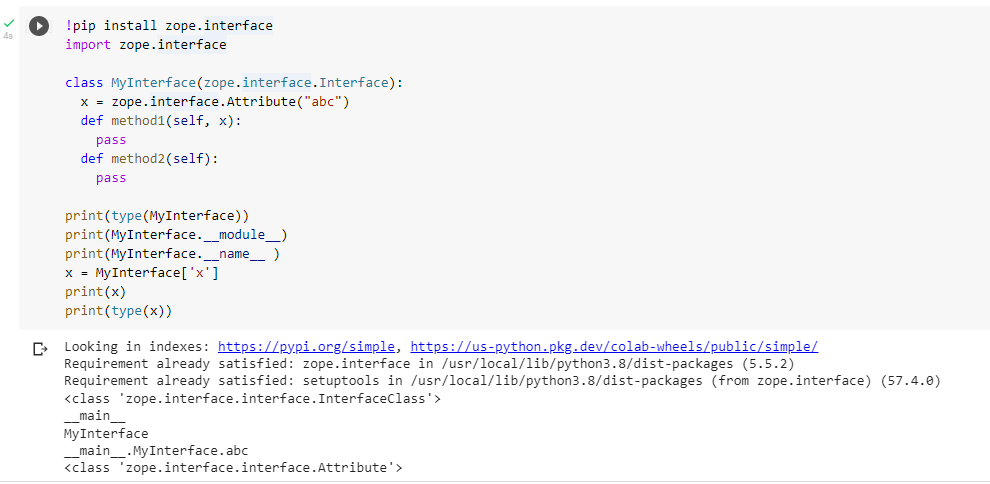 4s
!pip install zope.interface
import zope.interface
class MyInterface(zope.interface.Interface):
  x = zope.interface.Attribute("abc")
  def method1(self, x):
    pass
  def method2(self):
    pass
print(type(MyInterface))
print(MyInterface.__module__)
print(MyInterface.__name__ )
x = MyInterface['x']
print(x)
print(type(x))
Looking in indexes: https://pypi.org/simple, https://us-python.pkg.dev/colab-wheels/public/simple/
Requirement already satisfied: zope.interface in /usr/local/lib/python3.8/dist-packages (5.5.2)
Requirement already satisfied: setuptools in /usr/local/lib/python3.8/dist-packages (from zope.interface) (57.4.0)
<class 'zope.interface.interface.InterfaceClass'>
__main__
MyInterface
__main__.MyInterface.abc
<class 'zope.interface.interface.Attribute'>